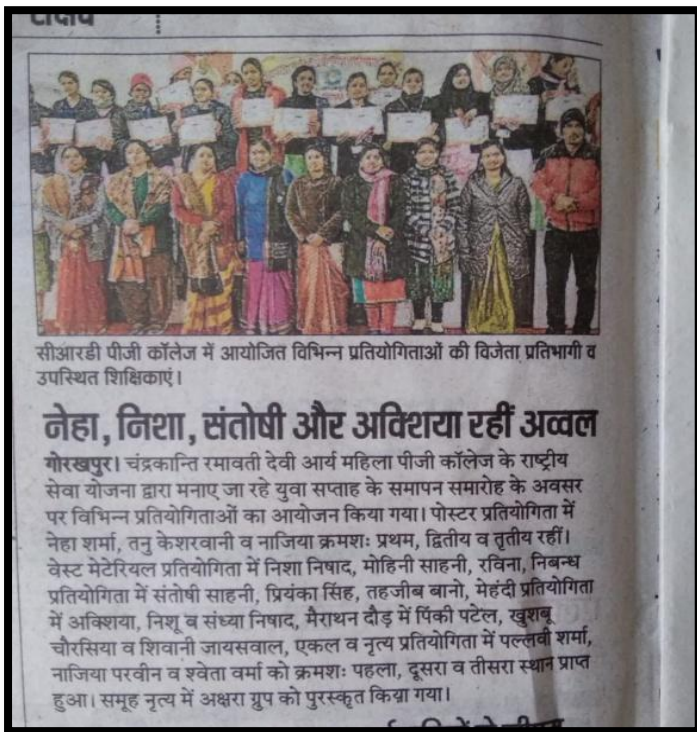 सीआरडी पीजी कॉलेज में आयोजित विभिन्न प्रतियोगिताओं की विजेता प्रतिभागी व
उपस्थित शिक्षिकाएं।
नेहा, निशा, संतोषी और अक्शिया रहीं अव्वल
गोरखपुर। चंद्रकान्ति रमावती देवी आर्य महिला पीजी कॉलेज के राष्ट्रीय
सेवा योजना द्वारा मनाए जा रहे युवा सप्ताह के समापन समारोह के अवसर
पर विभिन्न प्रतियोगिताओं का आयोजन किया गया। पोस्टर प्रतियोगिता में
नेहा शर्मा, तनु केशरवानी व नाजिया क्रमशः प्रथम, द्वितीय व तृतीय रहीं।
वेस्ट मेटेरियल प्रतियोगिता में निशा निषाद, मोहिनी साहनी, रविना, निबन्ध
प्रतियोगिता में संतोषी साहनी, प्रियंका सिंह, तहजीब बानो, मेहंदी प्रतियोगिता
में अक्शिया, निशू व संध्या निषाद, मैराथन दौड़ में पिंकी पटेल, खुशबू
चौरसिया व शिवानी जायसवाल, एकल व नृत्य प्रतियोगिता में पल्लवी शर्मा,
नाजिया परवीन व श्वेता वर्मा को क्रमशः पहला, दूसरा व तीसरा स्थान प्राप्त
हुआ। समूह नृत्य में अक्षरा ग्रुप को पुरस्कृत किया गया।